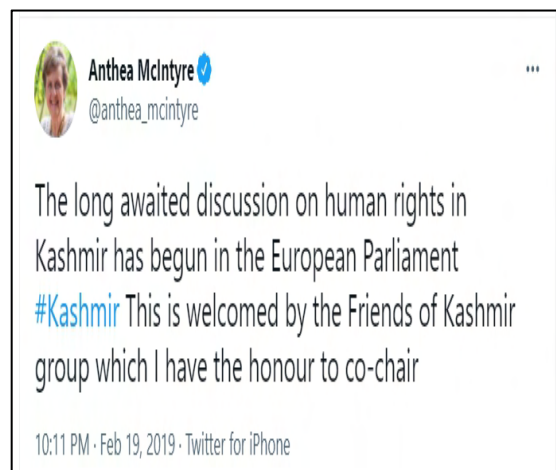 Anthea McIntyre
@anthea_mcintyre
The long awaited discussion on human rights in
Kashmir has begun in the European Parliament
#Kashmir This is welcomed by the Friends of Kashmir
group which I have the honour to co-chair
10:11 PM · Feb 19, 2019 · Twitter for iPhone